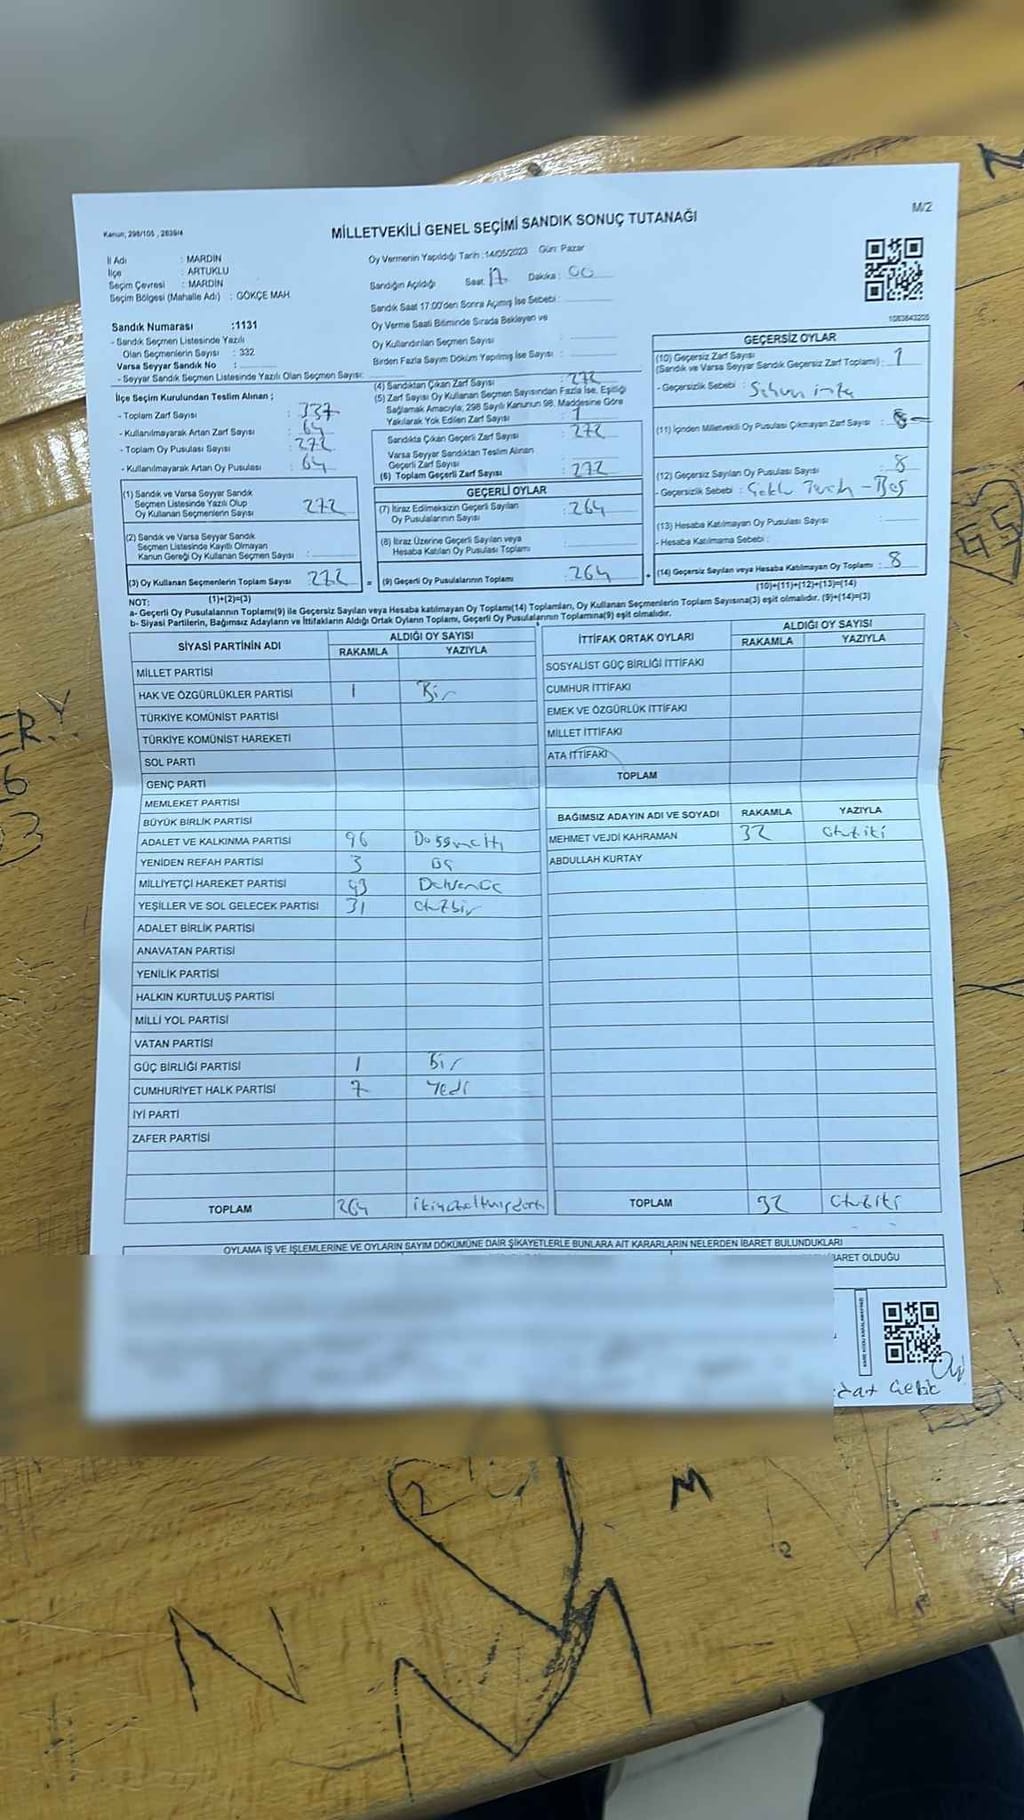 M/2
Kanun; 298/105 , 2839/4
MİLLETVEKİLİ GENEL SEÇİMİ SANDIK SONUÇ TUTANAĞI
İl Adı : MARDİN
İlçe : ARTUKLU
Seçim Çevresi : MARDİN
Seçim Bölgesi (Mahalle Adı) : GÖKÇE MAH.
Oy Vermenin Yapıldığı Tarih :14/05/2023 Gün: Pazar
Sandığın Açıldığı Saat: 17 Dakika : 00
Sandık Saat 17:00'den Sonra Açmış İse Sebebi :
Oy Verme Saati Bitiminde Sırada Bekleyen ve
Oy Kullandırılan Seçmen Sayısı :
Birden Fazla Sayım Döküm Yapılmış İse Sayısı :
1083843205
Sandık Numarası :1131
- Sandık Seçmen Listesinde Yazılı
Olan Seçmenlerin Sayısı : 332
Varsa Seyyar Sandık No :
- Seyyar Sandık Seçmen Listesinde Yazılı Olan Seçmen Sayısı:
İlçe Seçim Kurulundan Teslim Alınan ;
- Toplam Zarf Sayısı : 337
- Kullanılmayarak Artan Zarf Sayısı : 64
- Toplam Oy Pusulası Sayısı : 272
- Kullanılmayarak Artan Oy Pusulası : 64
(1) Sandık ve Varsa Seyyar Sandık
Seçmen Listesinde Yazılı Olup
Oy Kullanan Seçmenlerin Sayısı : 272
(2) Sandık ve Varsa Seyyar Sandık
Seçmen Listesinde Kayıtlı Olmayan
Kanun Gereği Oy Kullanan Seçmen Sayısı :
(3) Oy Kullanan Seçmenlerin Toplam Sayısı : 272 =
(1)+(2)=(3)
(4) Sandıktan Çıkan Zarf Sayısı : 272
(5) Zarf Sayısı Oy Kullanan Seçmen Sayısından Fazla İse, Eşitliği
Sağlamak Amacıyla; 298 Sayılı Kanunun 98. Maddesine Göre
Yakılarak Yok Edilen Zarf Sayısı : 1
Sandıkta Çıkan Geçerli Zarf Sayısı : 272
Varsa Seyyar Sandıktan Teslim Alınan
Geçerli Zarf Sayısı :
(6) Toplam Geçerli Zarf Sayısı : 272
GEÇERLİ OYLAR
(7) İtiraz Edilmeksizin Geçerli Sayılan
Oy Pusulalarının Sayısı : 264
(8) İtiraz Üzerine Geçerli Sayılan veya
Hesaba Katılan Oy Pusulası Toplamı :
(9) Geçerli Oy Pusulalarının Toplamı : 264 +
GEÇERSİZ OYLAR
(10) Geçersiz Zarf Sayısı
(Sandık ve Varsa Seyyar Sandık Geçersiz Zarf Toplamı) : 1
- Geçersizlik Sebebi :
(11) İçinden Milletvekili Oy Pusulası Çıkmayan Zarf Sayısı :
(12) Geçersiz Sayılan Oy Pusulası Sayısı : 8
- Geçersizlik Sebebi : - Boş
(13) Hesaba Katılmayan Oy Pusulası Sayısı :
- Hesaba Katılmama Sebebi :
(14) Geçersiz Sayılan veya Hesaba Katılmayan Oy Toplamı : 8
(10)+(11)+(12)+(13)=(14)
NOT:
a- Geçerli Oy Pusulalarının Toplamı(9) ile Geçersiz Sayılan veya Hesaba katılmayan Oy Toplamı(14) Toplamları, Oy Kullanan Seçmenlerin Toplam Sayısına(3) eşit olmalıdır. (9)+(14)=(3)
b- Siyasi Partilerin, Bağımsız Adayların ve İttifakların Aldığı Ortak Oyların Toplamı, Geçerli Oy Pusulalarının Toplamına(9) eşit olmalıdır.
SİYASİ PARTİNİN ADI ALDIĞI OY SAYISI
RAKAMLA YAZIYLA
MİLLET PARTİSİ
HAK VE ÖZGÜRLÜKLER PARTİSİ 1 Bir
TÜRKİYE KOMÜNİST PARTİSİ
TÜRKİYE KOMÜNİST HAREKETİ
SOL PARTİ
GENÇ PARTİ
MEMLEKET PARTİSİ
BÜYÜK BİRLİK PARTİSİ
ADALET VE KALKINMA PARTİSİ 96
YENİDEN REFAH PARTİSİ 3 Üç
MİLLİYETÇİ HAREKET PARTİSİ 93
YEŞİLLER VE SOL GELECEK PARTİSİ 31 otuzbir
ADALET BİRLİK PARTİSİ
ANAVATAN PARTİSİ
YENİLİK PARTİSİ
HALKIN KURTULUŞ PARTİSİ
MİLLİ YOL PARTİSİ
VATAN PARTİSİ
GÜÇ BİRLİĞİ PARTİSİ 1 Bir
CUMHURİYET HALK PARTİSİ 7 Yedi
İYİ PARTİ
ZAFER PARTİSİ
TOPLAM 264 ikiyüzaltmışdört
İTTİFAK ORTAK OYLARI ALDIĞI OY SAYISI
RAKAMLA YAZIYLA
SOSYALİST GÜÇ BİRLİĞİ İTTİFAKI
CUMHUR İTTİFAKI
EMEK VE ÖZGÜRLÜK İTTİFAKI
MİLLET İTTİFAKI
ATA İTTİFAKI
TOPLAM
BAĞIMSIZ ADAYIN ADI VE SOYADI RAKAMLA YAZIYLA
MEHMET VEJDİ KAHRAMAN 32 otuziki
ABDULLAH KURTAY
TOPLAM 32 otuziki
OYLAMA İŞ VE İŞLEMLERİNE VE OYLARIN SAYIM DÖKÜMÜNE DAİR ŞİKAYETLERLE BUNLARA AİT KARARLARIN NELERDEN İBARET BULUNDUKLARI
BARET OLDUĞU
N
M
2
M
N
M